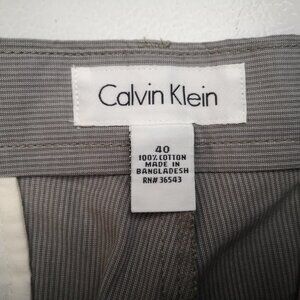 Calvin Klein
40
100% COTTON
MADE IN
BANGLADESH
RN# 36543